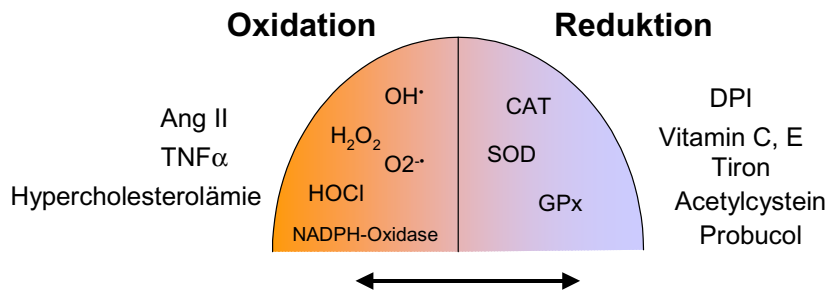 Oxidation
Reduktion
Ang II
TNFα
Hypercholesterolämie
OH•
H2O2
O2-•
HOCl
NADPH-Oxidase
CAT
SOD
GPx
DPI
Vitamin C, E
Tiron
Acetylcystein
Probucol